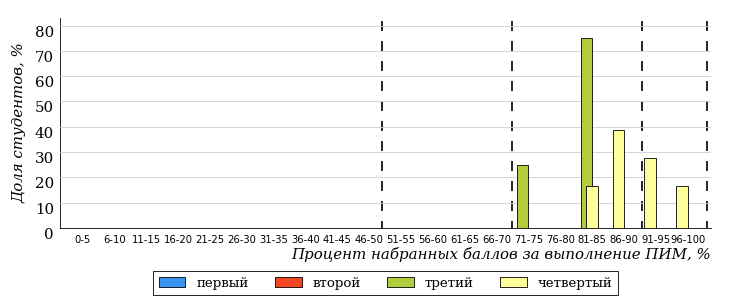 Доля студентов, %
80
70
60
50
40
30
20
10
0
0-5 6-10 11-15 16-20 21-25 26-30 31-35 36-40 41-45 46-50 51-55 56-60 61-65 66-70 71-75 76-80 81-85 86-90 91-95 96-100
Процент набранных баллов за выполнение ПИМ, %
первый второй третий четвертый